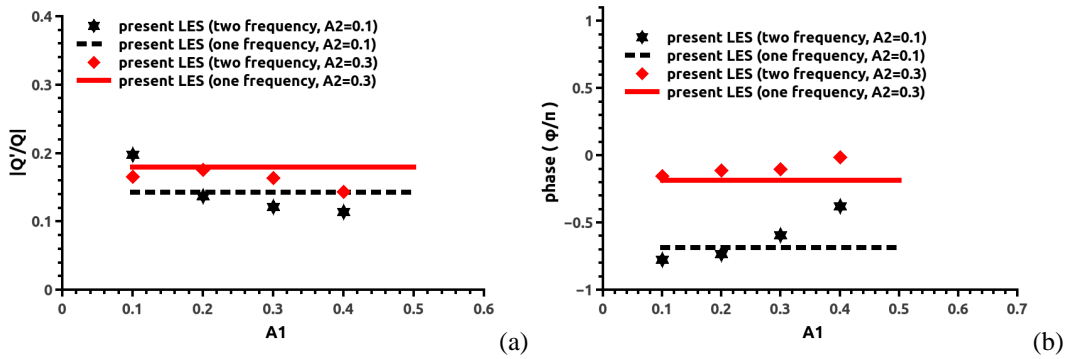 present LES (two frequency, A2=0.1)
present LES (one frequency, A2=0.1)
present LES (two frequency, A2=0.3)
present LES (one frequency, A2=0.3)
|Q'/Q|
0.4
0.3
0.2
0.1
0
0 0.1 0.2 0.3 0.4 0.5 0.6
A1
(a)
present LES (two frequency, A2=0.1)
present LES (one frequency, A2=0.1)
present LES (two frequency, A2=0.3)
present LES (one frequency, A2=0.3)
phase ( φ/π )
1
0.5
0
−0.5
−1
0 0.1 0.2 0.3 0.4 0.5 0.6 0.7
A1
(b)